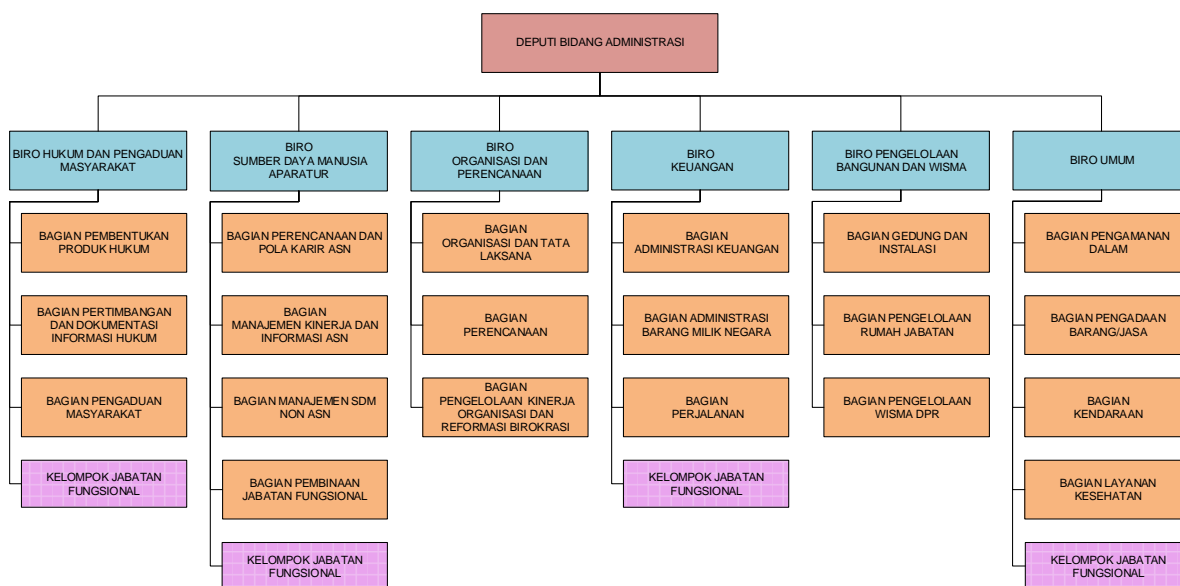 DEPUTI BIDANG ADMINISTRASI
BIRO HUKUM DAN PENGADUAN
MASYARAKAT
BAGIAN PEMBENTUKAN
PRODUK HUKUM
BAGIAN PERTIMBANGAN
DAN DOKUMENTASI
INFORMASI HUKUM
BAGIAN PENGADUAN
MASYARAKAT
KELOMPOK JABATAN
FUNGSIONAL
BIRO
SUMBER DAYA MANUSIA
APARATUR
BAGIAN PERENCANAAN DAN
POLA KARIR ASN
BAGIAN
MANAJEMEN KINERJA DAN
INFORMASI ASN
BAGIAN MANAJEMEN SDM
NON ASN
BAGIAN PEMBINAAN
JABATAN FUNGSIONAL
KELOMPOK JABATAN
FUNGSIONAL
BIRO
ORGANISASI DAN
PERENCANAAN
BAGIAN
ORGANISASI DAN TATA
LAKSANA
BAGIAN
PERENCANAAN
BAGIAN
PENGELOLAAN KINERJA
ORGANISASI DAN
REFORMASI BIROKRASI
BIRO
KEUANGAN
BAGIAN
ADMINISTRASI KEUANGAN
BAGIAN ADMINISTRASI
BARANG MILIK NEGARA
BAGIAN
PERJALANAN
KELOMPOK JABATAN
FUNGSIONAL
BIRO PENGELOLAAN
BANGUNAN DAN WISMA
BAGIAN GEDUNG DAN
INSTALASI
BAGIAN PENGELOLAAN
RUMAH JABATAN
BAGIAN PENGELOLAAN
WISMA DPR
BIRO UMUM
BAGIAN PENGAMANAN
DALAM
BAGIAN PENGADAAN
BARANG/JASA
BAGIAN
KENDARAAN
BAGIAN LAYANAN
KESEHATAN
KELOMPOK JABATAN
FUNGSIONAL